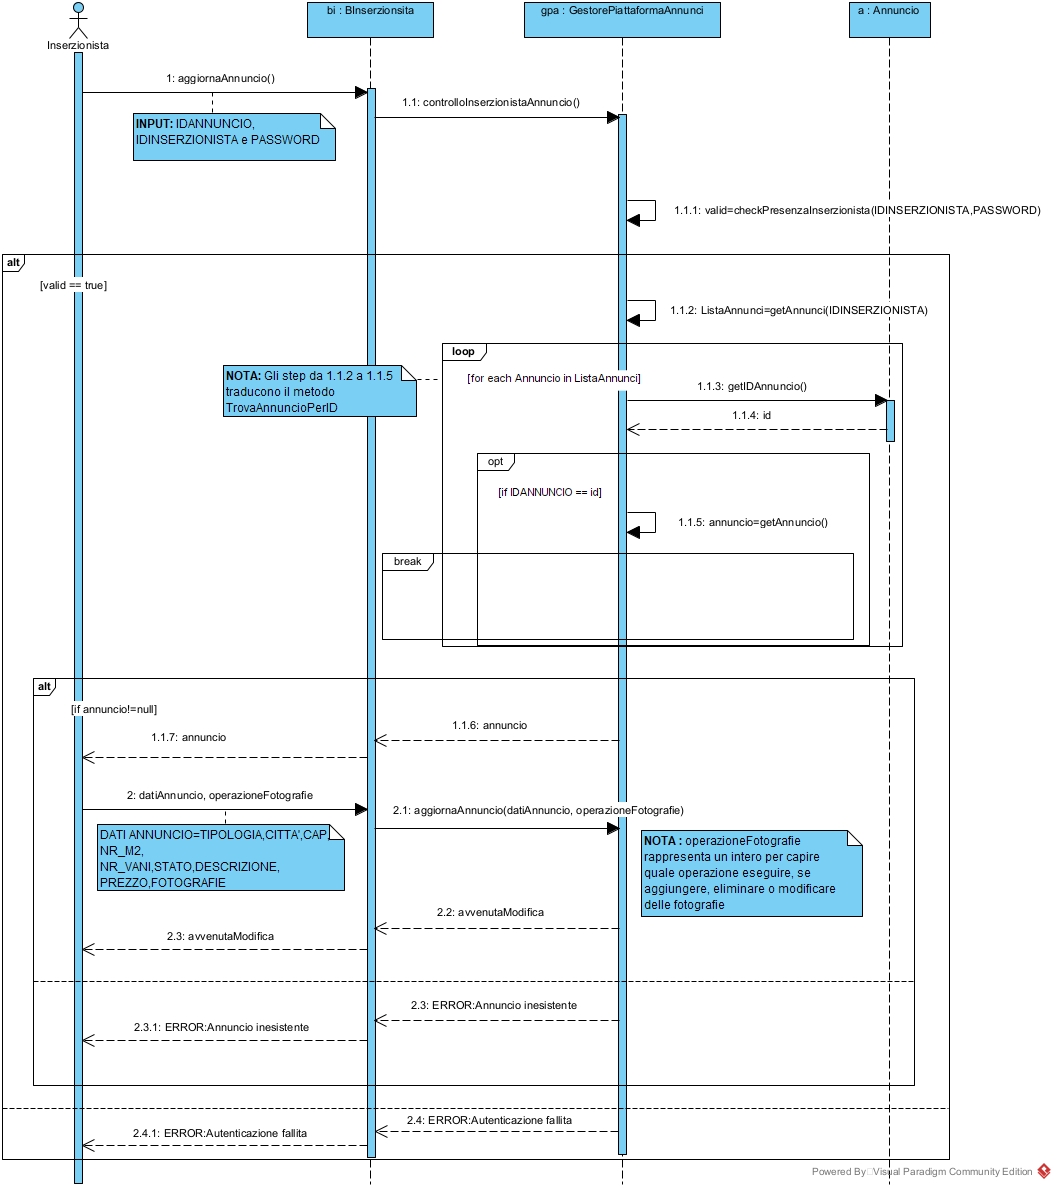 Inserzionista
bi : BInserzionsita
gpa : GestorePiattaformaAnnunci
a : Annuncio
1: aggiornaAnnuncio()
INPUT: IDANNUNCIO,
IDINSERZIONISTA e PASSWORD
1.1: controlloInserzionistaAnnuncio()
1.1.1: valid=checkPresenzaInserzionista(IDINSERZIONISTA,PASSWORD)
alt
[valid == true]
1.1.2: ListaAnnunci=getAnnunci(IDINSERZIONISTA)
loop
[for each Annuncio in ListaAnnunci]
NOTA: Gli step da 1.1.2 a 1.1.5
traducono il metodo
TrovaAnnuncioPerID
1.1.3: getIDAnnuncio()
1.1.4: id
opt
[if IDANNUNCIO == id]
1.1.5: annuncio=getAnnuncio()
break
alt
[if annuncio!=null]
1.1.6: annuncio
1.1.7: annuncio
2: datiAnnuncio, operazioneFotografie
2.1: aggiornaAnnuncio(datiAnnuncio, operazioneFotografie)
DATI ANNUNCIO=TIPOLOGIA,CITTA',CAP,
NR_M2,
NR_VANI,STATO,DESCRIZIONE,
PREZZO,FOTOGRAFIE
NOTA : operazioneFotografie
rappresenta un intero per capire
quale operazione eseguire, se
aggiungere, eliminare o modificare
delle fotografie
2.2: avvenutaModifica
2.3: avvenutaModifica
2.3: ERROR:Annuncio inesistente
2.3.1: ERROR:Annuncio inesistente
2.4: ERROR:Autenticazione fallita
2.4.1: ERROR:Autenticazione fallita
Powered By Visual Paradigm Community Edition